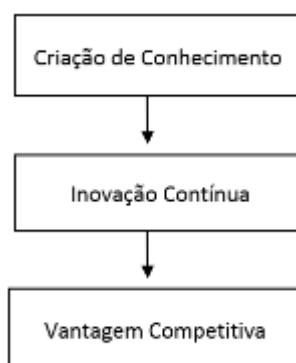 Criação de Conhecimento
Inovação Contínua
Vantagem Competitiva